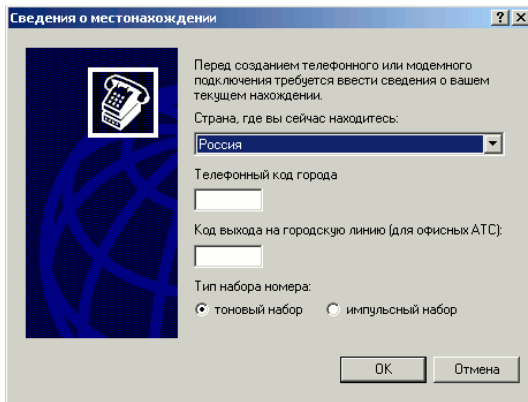 Сведения о местонахождении
Перед созданием телефонного или модемного
подключения требуется ввести сведения о вашем
текущем нахождении.
Страна, где вы сейчас находитесь:
Россия
Телефонный код города
Код выхода на городскую линию (для офисных АТС):
Тип набора номера:
тоновый набор
импульсный набор
OK
Отмена